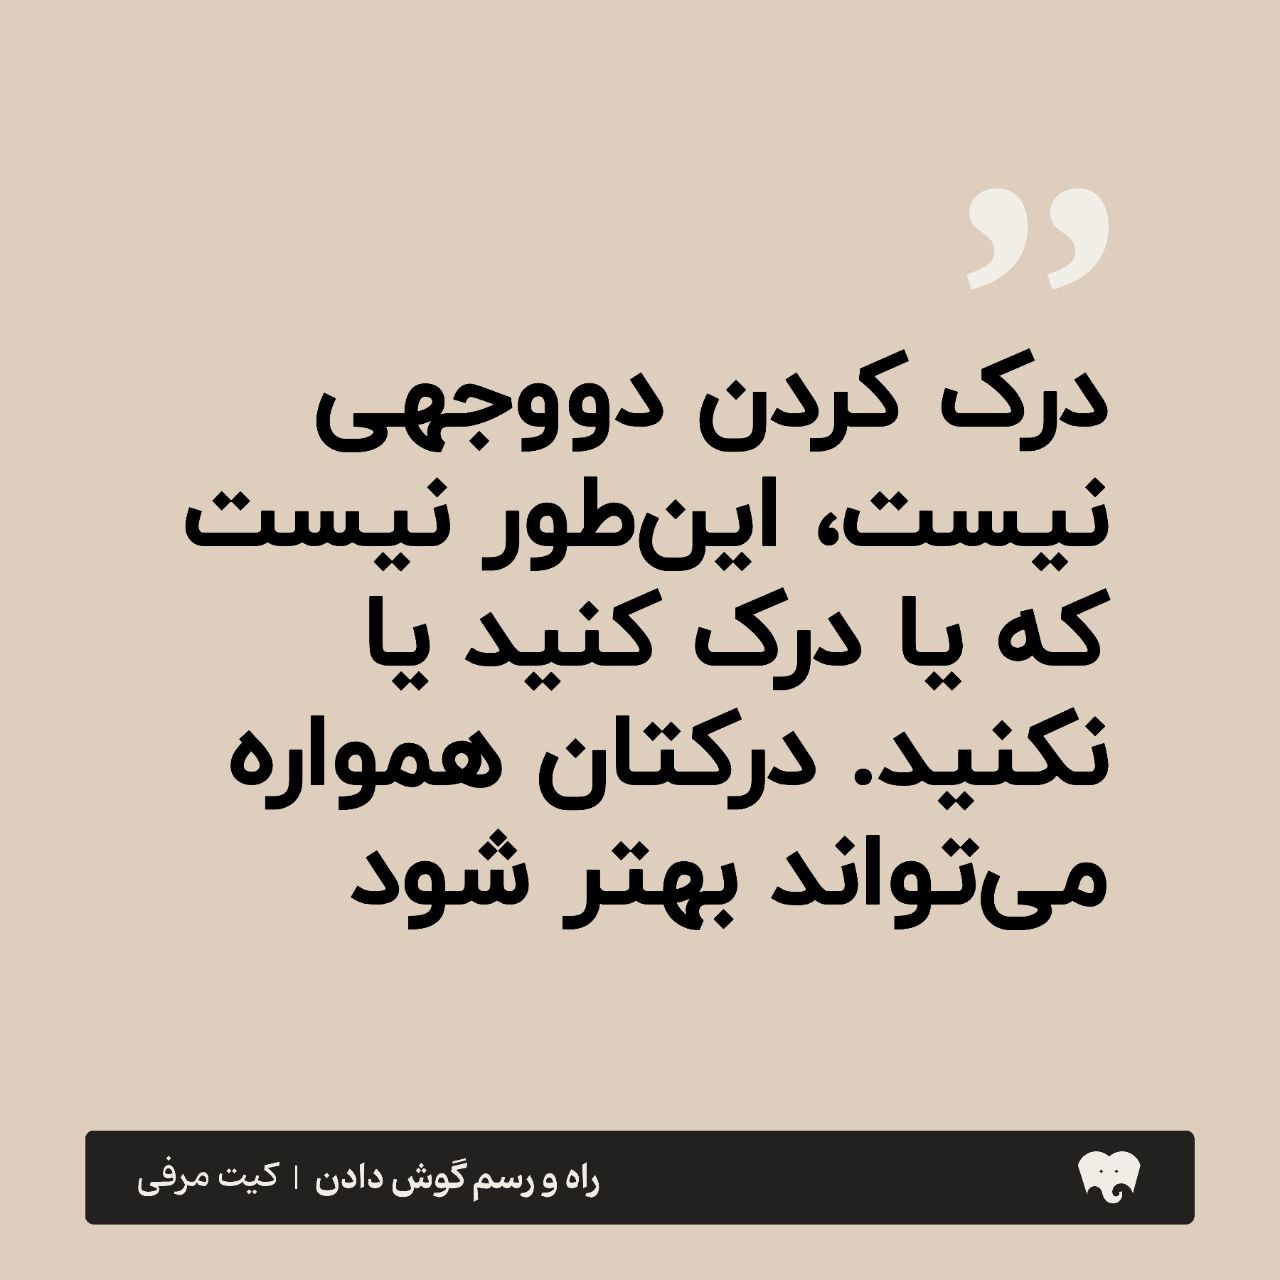 ”
درک کردن دووجهی
نیست، این‌طور نیست
که یا درک کنید یا
نکنید. درکتان همواره
می‌تواند بهتر شود
راه و رسم گوش دادن | کیت مرفی